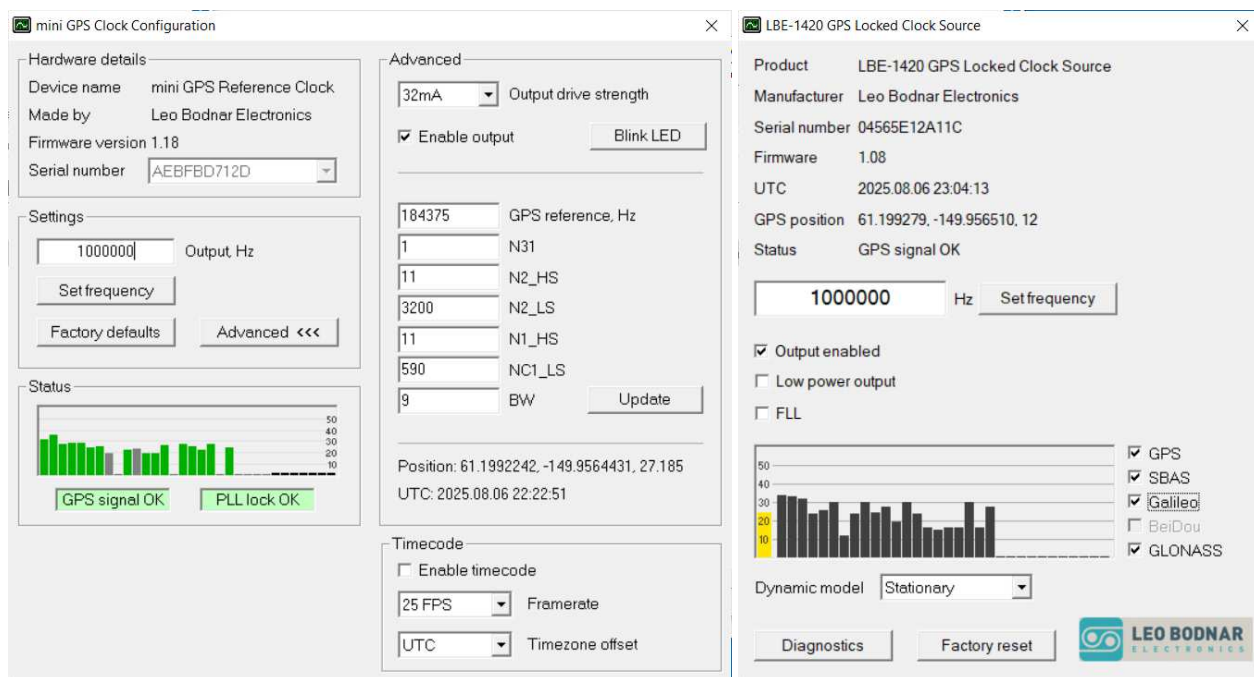 mini GPS Clock Configuration
Hardware details
Device name mini GPS Reference Clock
Made by Leo Bodnar Electronics
Firmware version 1.18
Serial number AEBFBD712D
Settings
1000000 Output, Hz
Set frequency
Factory defaults Advanced <<<
Status
50
40
30
20
10
GPS signal OK PLL lock OK
Advanced
32mA Output drive strength
Enable output Blink LED
184375 GPS reference, Hz
1 N31
11 N2_HS
3200 N2_LS
11 N1_HS
590 NC1_LS
9 BW Update
Position: 61.1992242, -149.9564431, 27.185
UTC: 2025.08.06 22:22:51
Timecode
Enable timecode
25 FPS Framerate
UTC Timezone offset
LBE-1420 GPS Locked Clock Source
Product LBE-1420 GPS Locked Clock Source
Manufacturer Leo Bodnar Electronics
Serial number 04565E12A11C
Firmware 1.08
UTC 2025.08.06 23:04:13
GPS position 61.199279, -149.956510, 12
Status GPS signal OK
1000000 Hz Set frequency
Output enabled
Low power output
FLL
50
40
30
20
10
GPS
SBAS
Galileo
BeiDou
GLONASS
Dynamic model Stationary
Diagnostics Factory reset
LEO BODNAR
ELECTRONICS